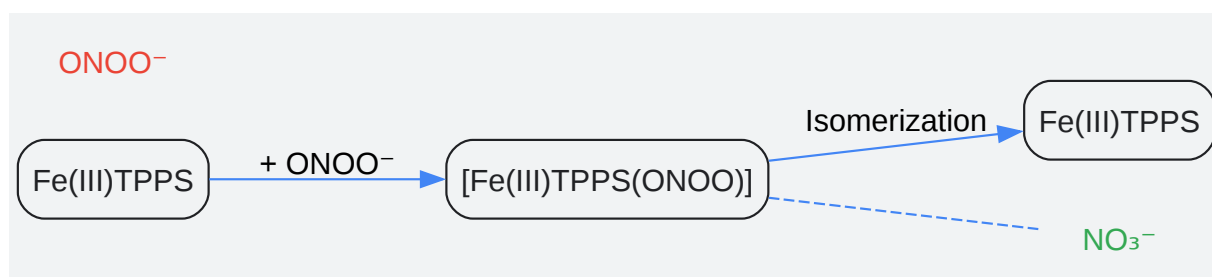 ONOO⁻
Fe(III)TPPS
+ ONOO⁻
[Fe(III)TPPS(ONOO)]
Isomerization
Fe(III)TPPS
NO₃⁻